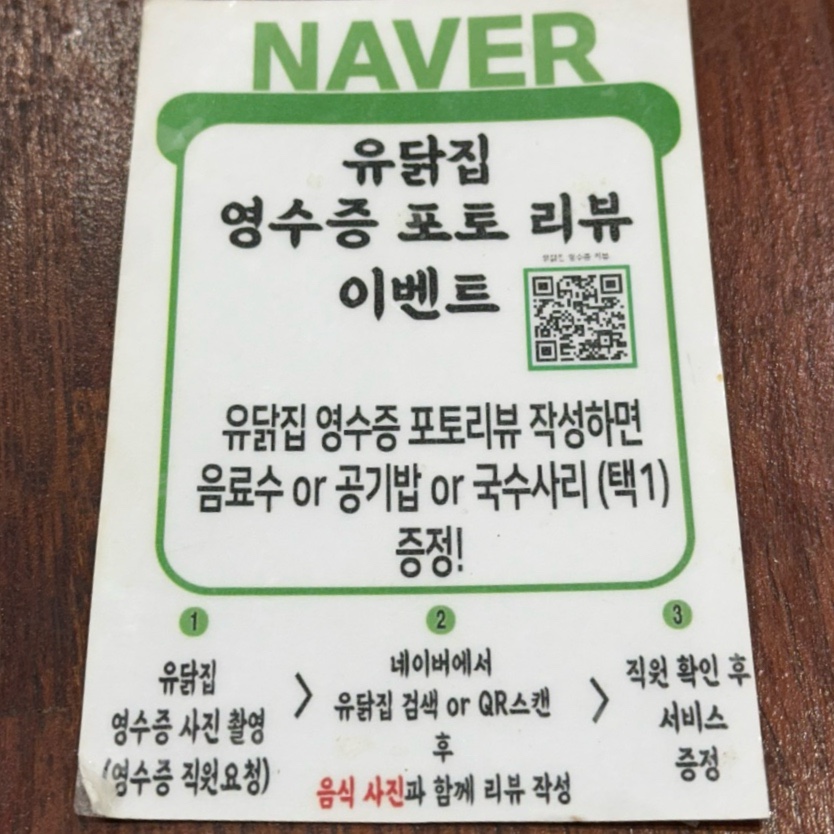 NAVER
유닭집
영수증 포토 리뷰
이벤트
유닭집 영수증 포토리뷰 작성하면
음료수 or 공기밥 or 국수사리 (택1)
증정!
1
유닭집
영수증 사진 촬영
(영수증 직원요청)
>
2
네이버에서
유닭집 검색 or QR스캔
후
음식 사진과 함께 리뷰 작성
>
3
직원 확인 후
서비스
증정